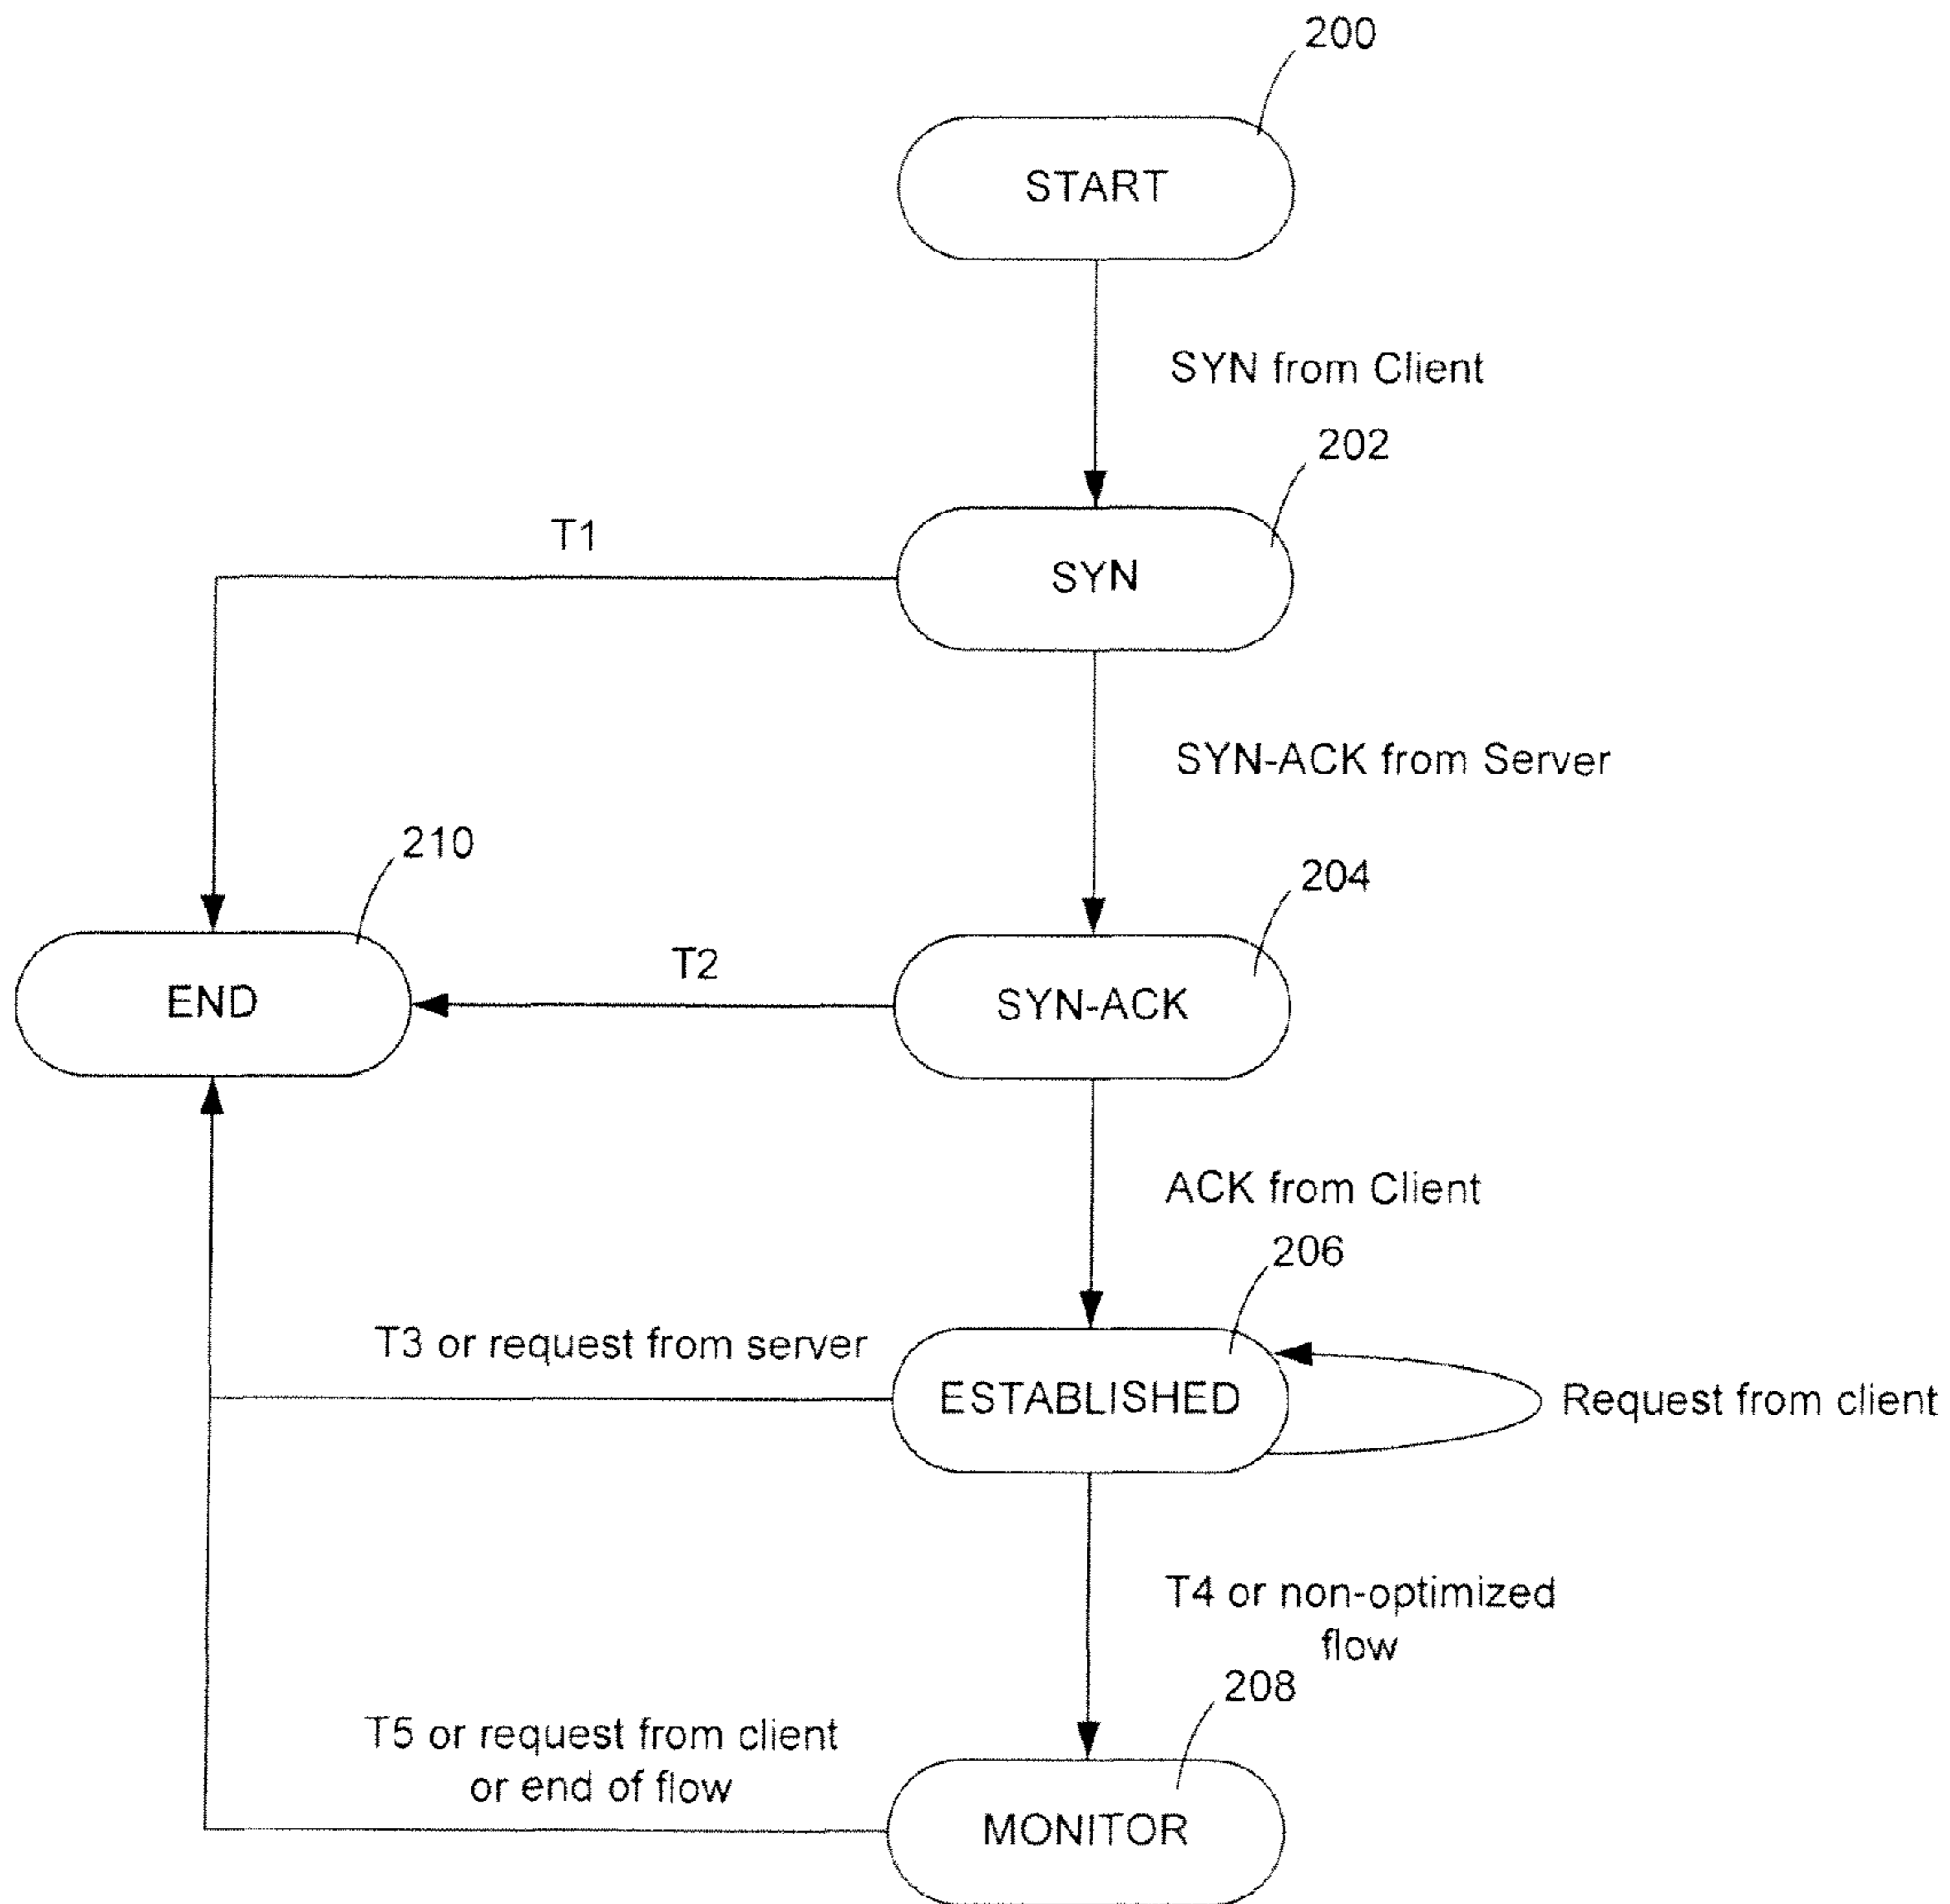 200
START
SYN from Client
202
T1
SYN
SYN-ACK from Server
210
204
END
T2
SYN-ACK
ACK from Client
206
T3 or request from server
ESTABLISHED
Request from client
T4 or non-optimized
flow
208
T5 or request from client
or end of flow
MONITOR